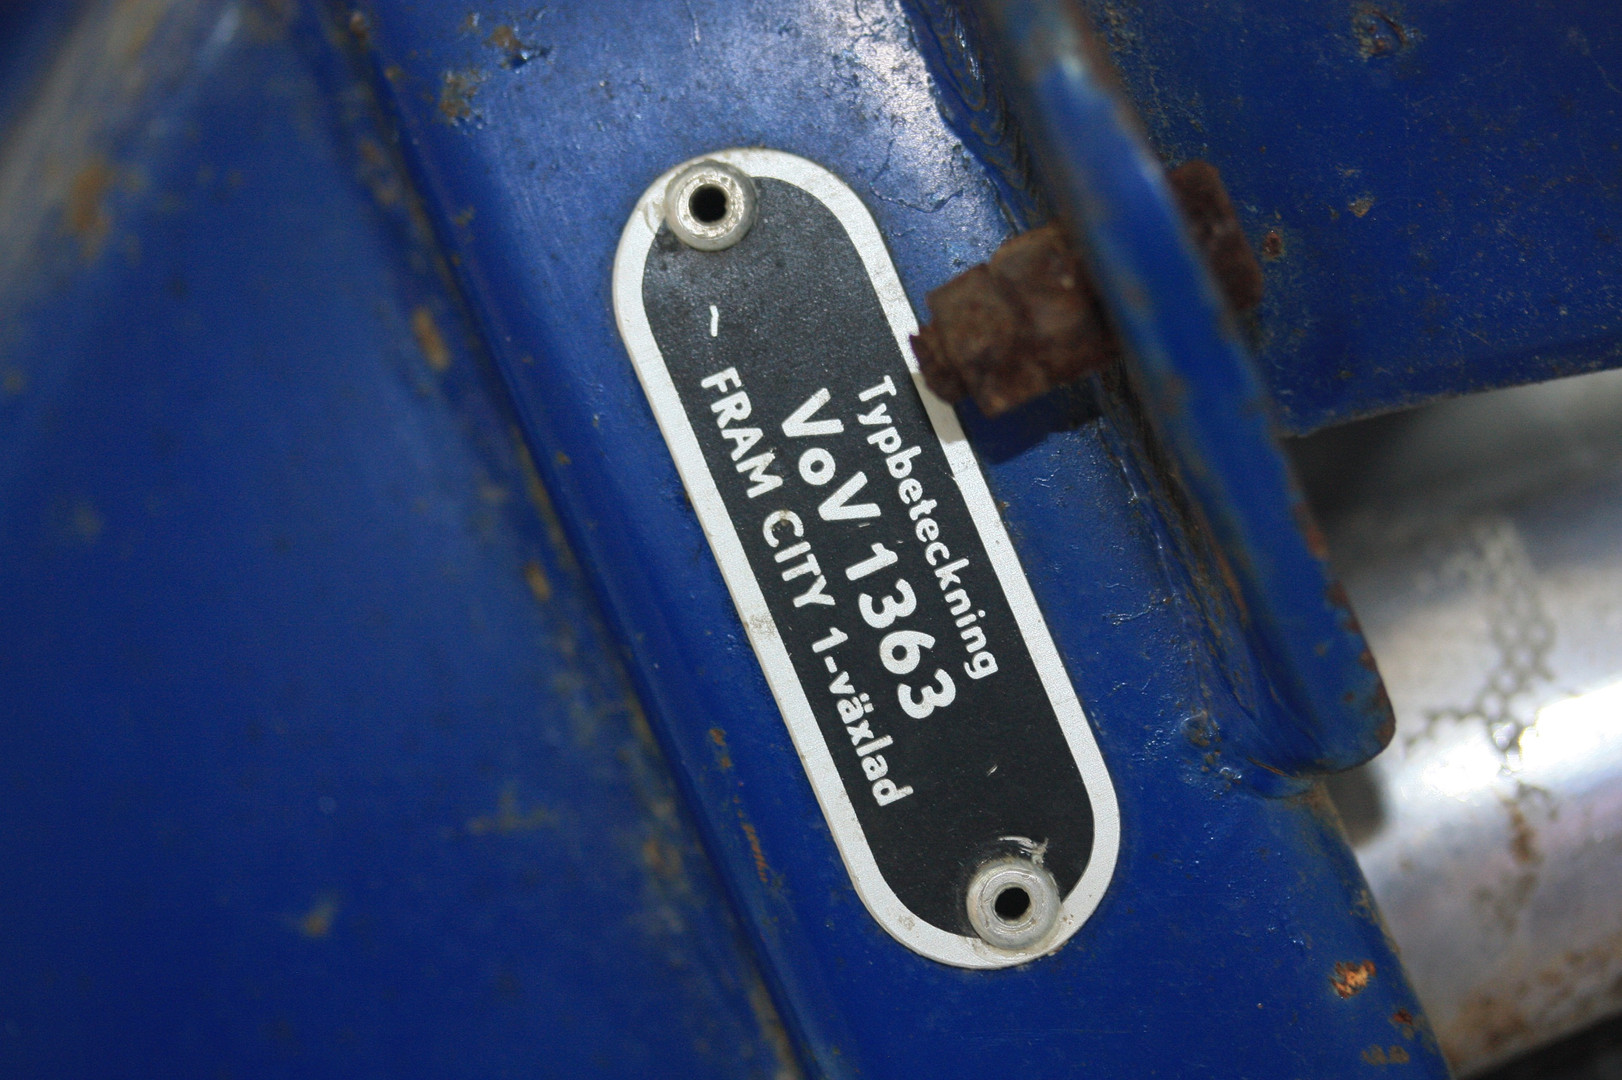 Typbeteckning
VoV 1363
FRAM CITY 1-växlad